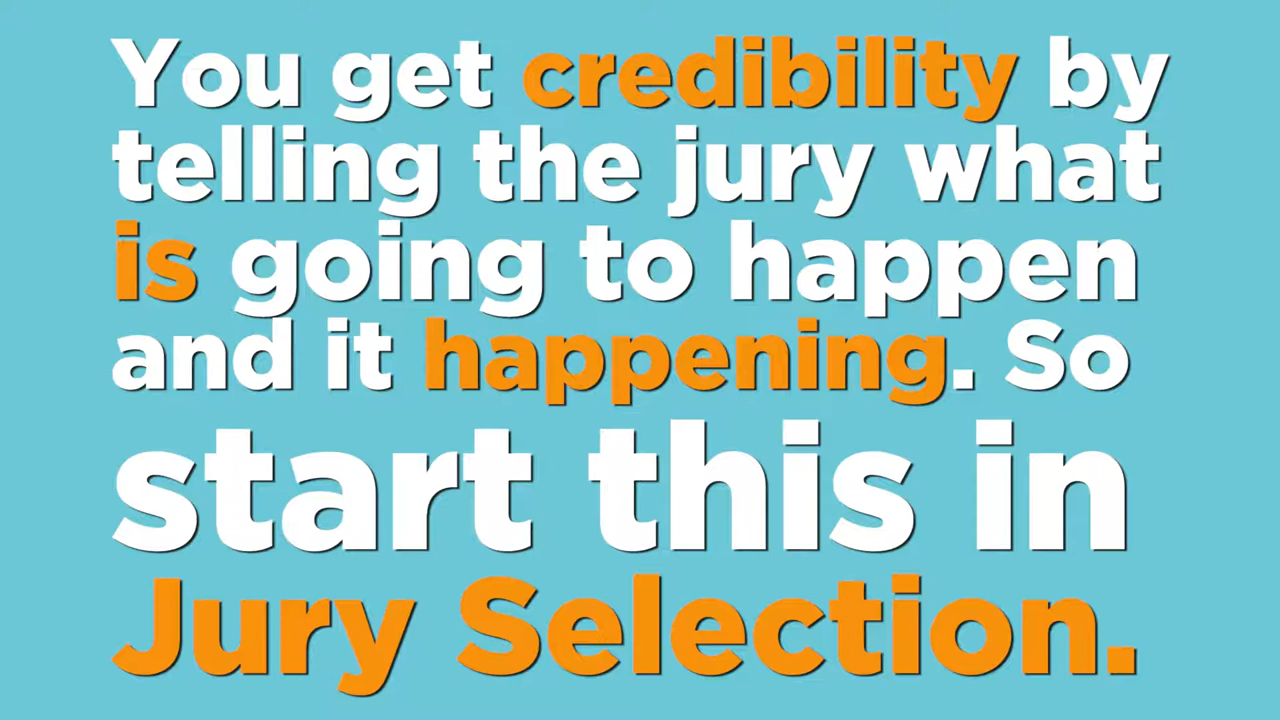 You get credibility by
telling the jury what
is going to happen
and it happening. So
start this in
Jury Selection.